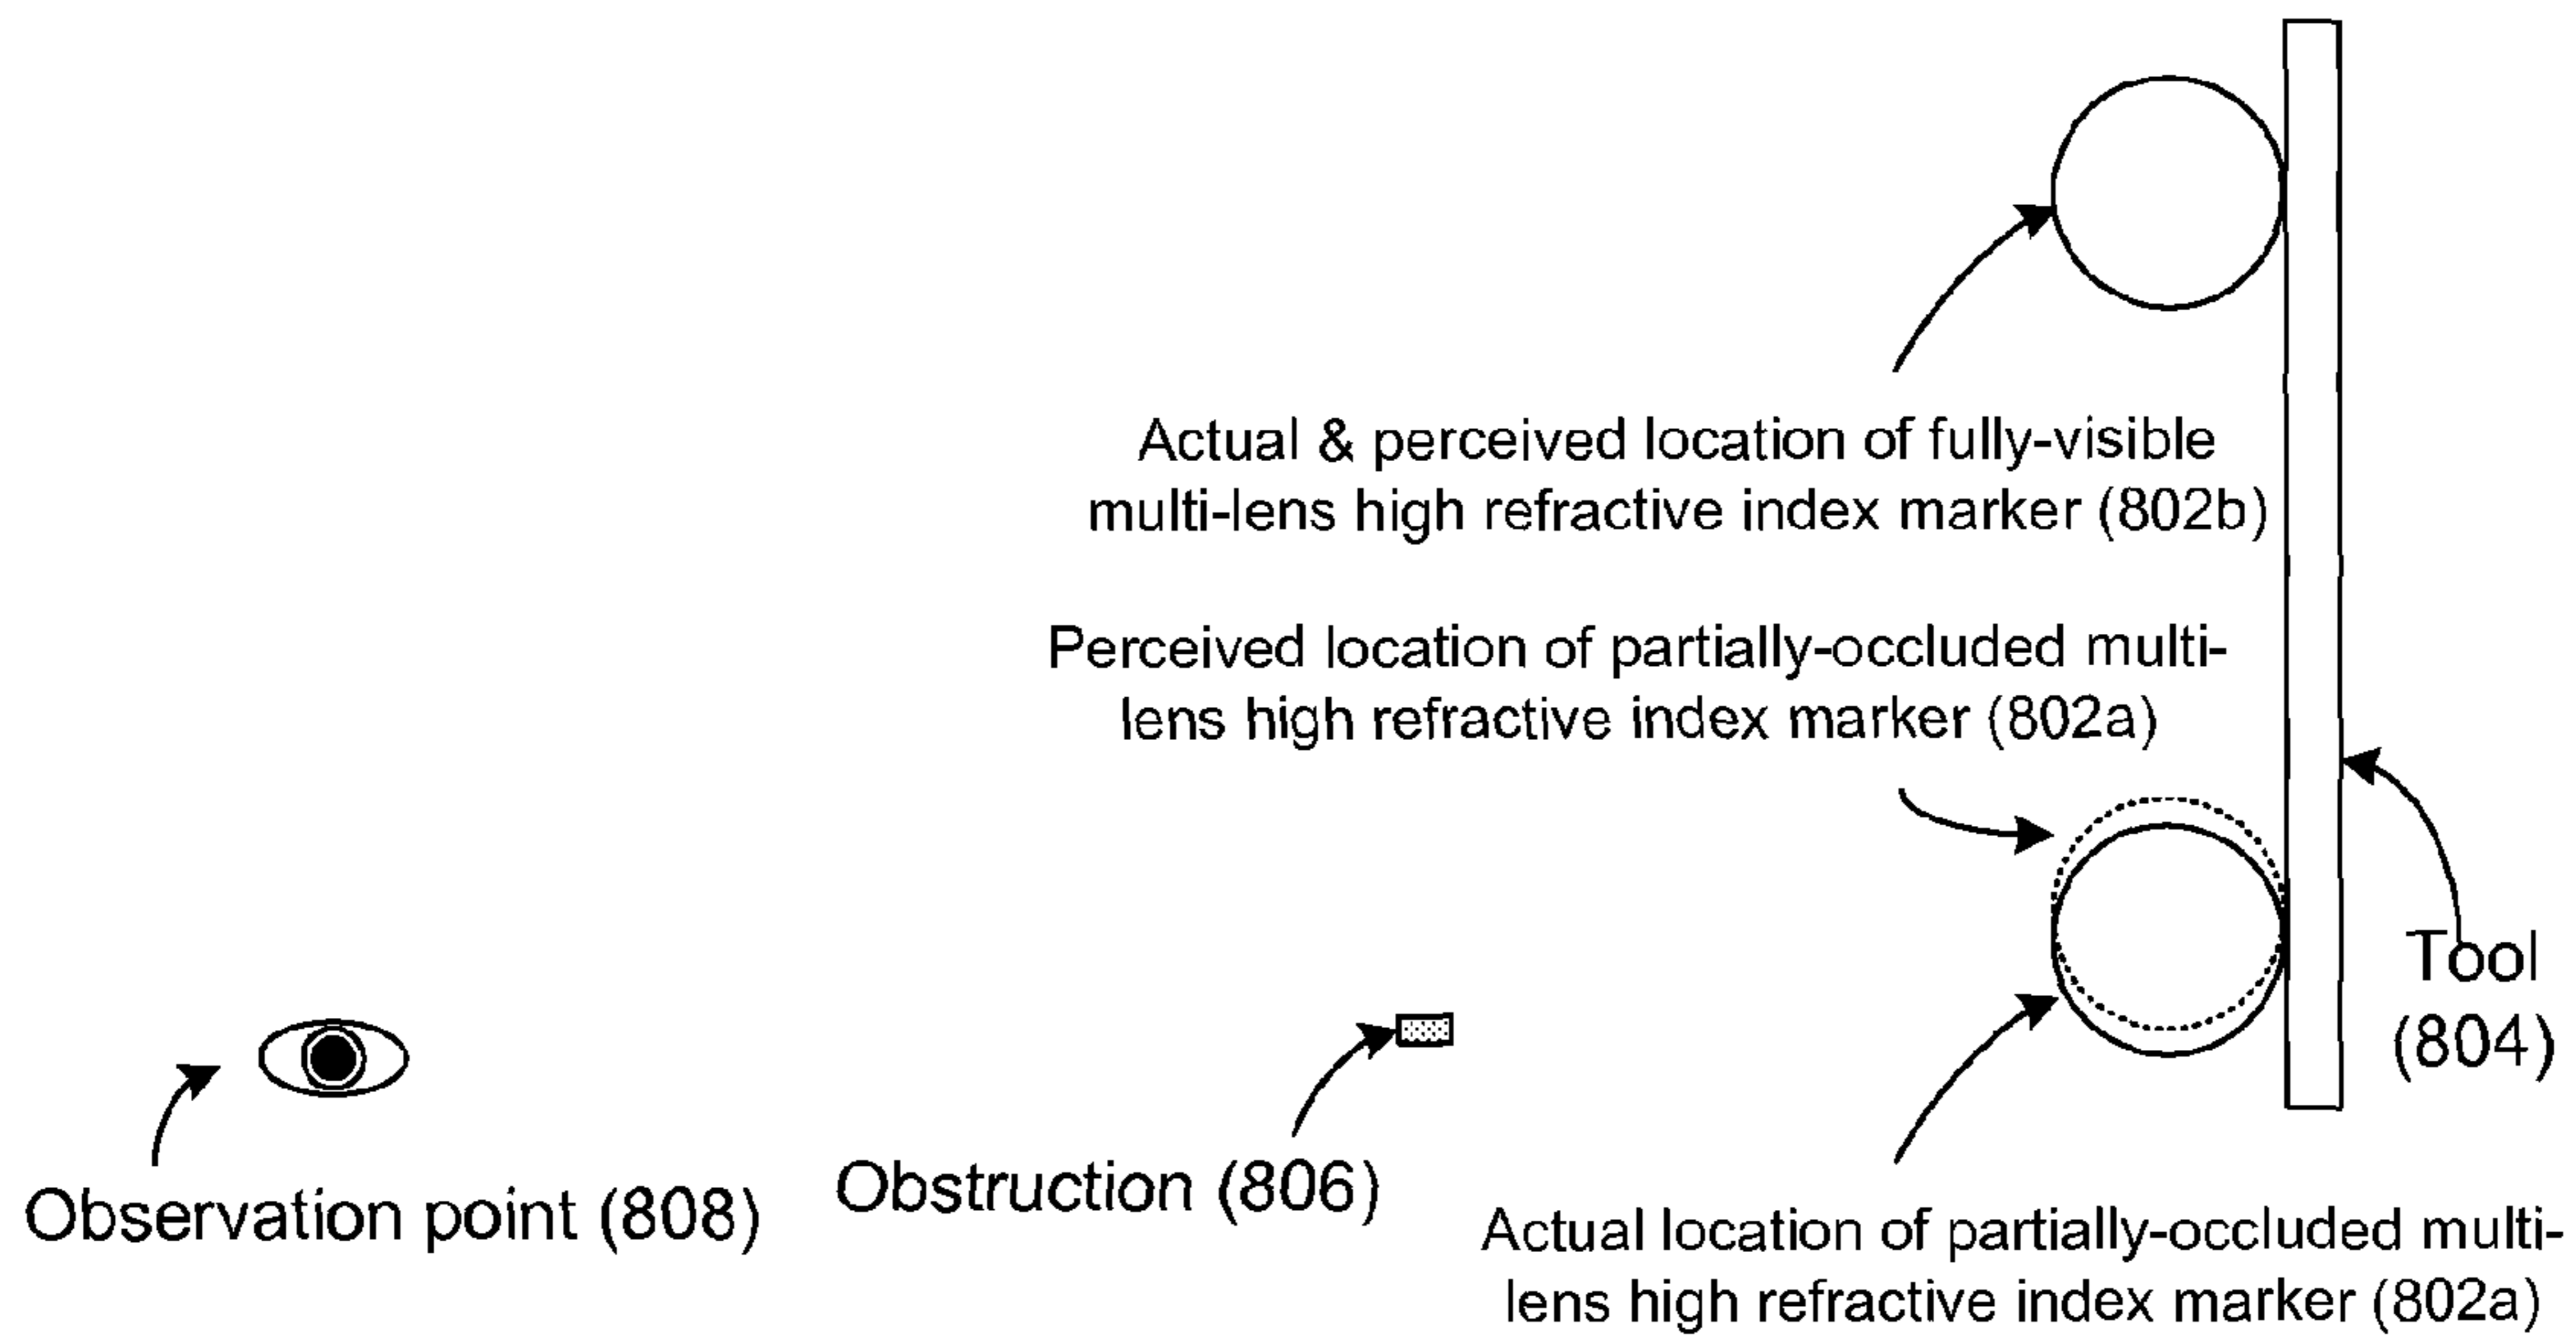 Actual & perceived location of fully-visible
multi-lens high refractive index marker (802b)
Perceived location of partially-occluded multi-
lens high refractive index marker (802a)
Tool
(804)
Observation point (808)
Obstruction (806)
Actual location of partially-occluded multi-
lens high refractive index marker (802a)